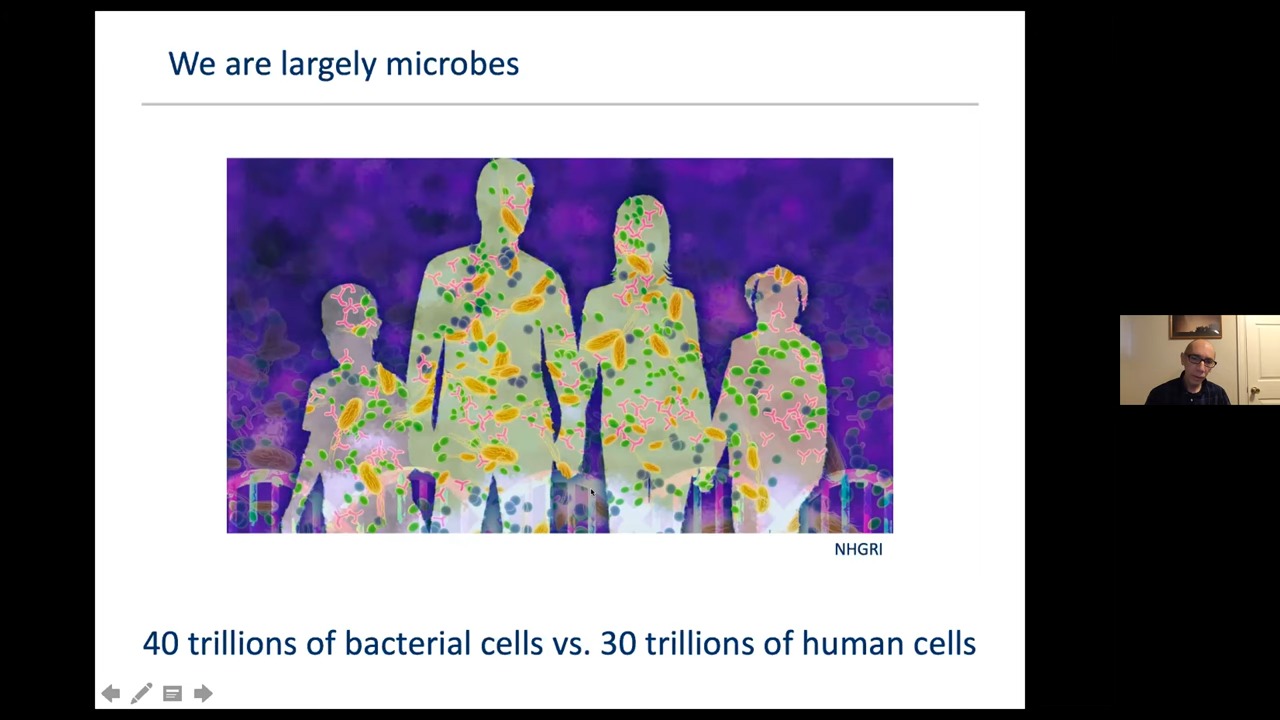 We are largely microbes
NHGRI
40 trillions of bacterial cells vs. 30 trillions of human cells